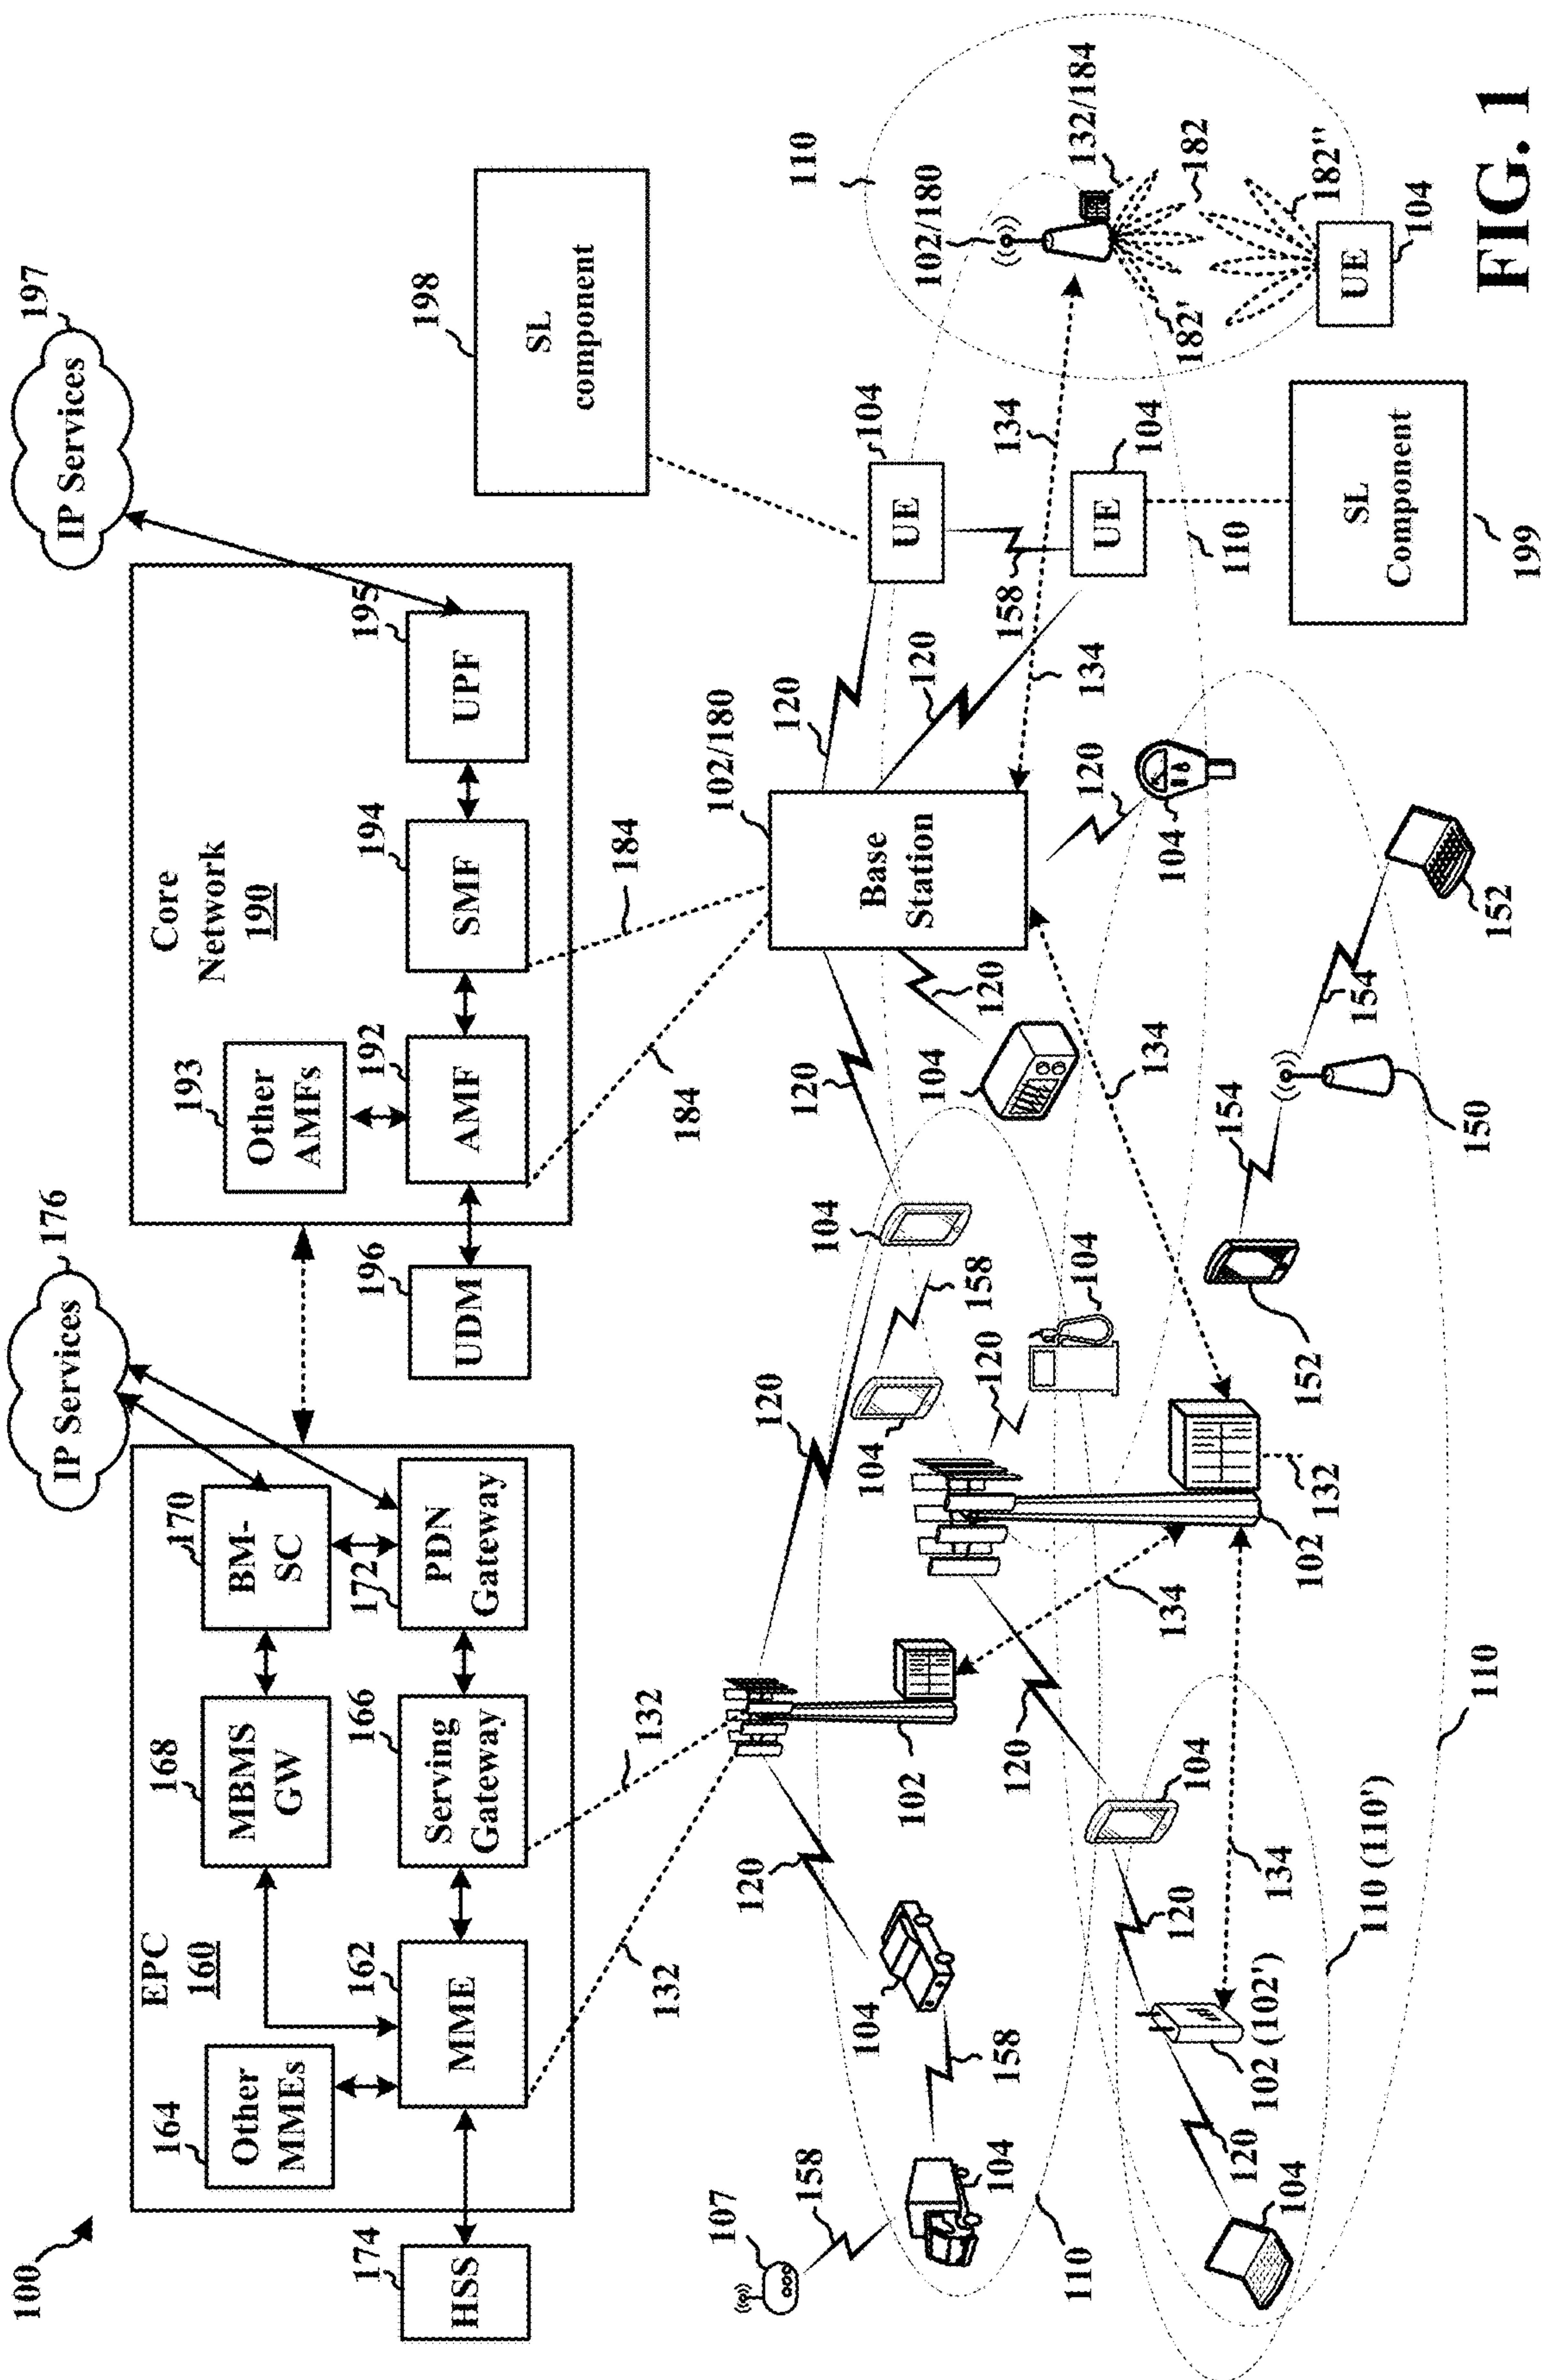 100
EPC
160
164
Other
MMEs
162
MME
168
MBMS
GW
166
Serving
Gateway
170
BM-
SC
172
PDN
Gateway
174
HSS
176
IP Services
Core
Network
190
193
Other
AMFs
192
AMF
194
SMF
195
UPF
196
UDM
197
IP Services
198
SL
component
132
132
184
184
107
158
104
158
104
120
102
120
104
158
104
120
120
104
102/180
Base
Station
120
120
120
104
UE
158
104
UE
134
134
110
102/180
132/184
182
182'
182"
UE
104
110
SL
Component
199
120
104
104
120
102 (102')
120
104
120
134
134
102
132
120
104
134
152
154
150
154
152
110
110 (110')
110
FIG. 1